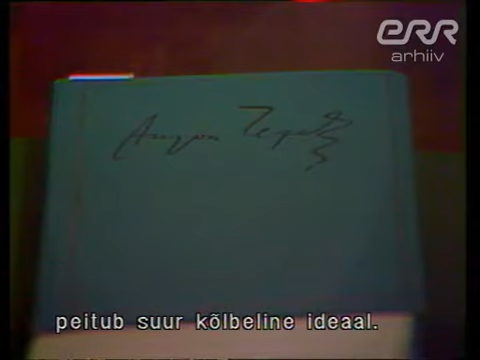 err
arhiiv
peitub suur kõlbeline ideaal.